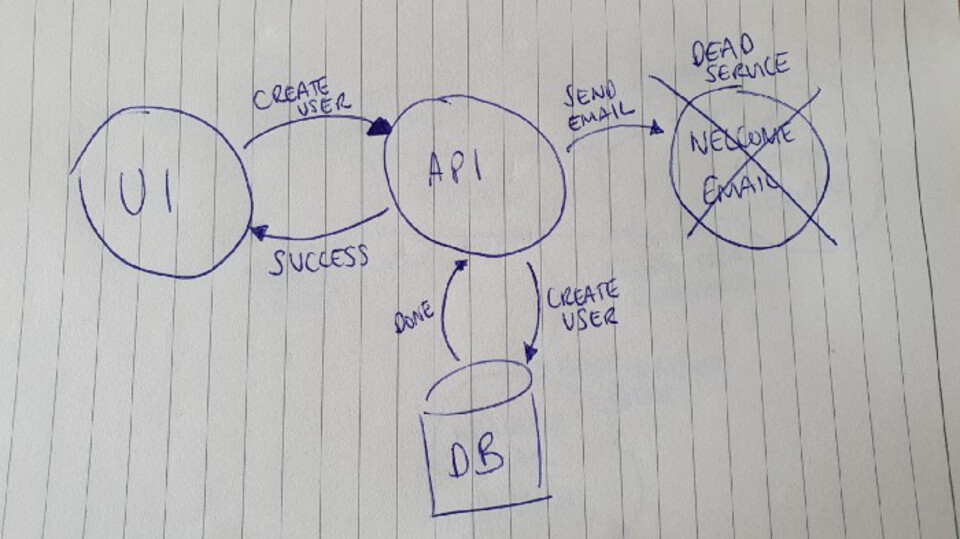 DEAD
SERVICE
CREATE
USER
SEND
EMAIL
WELCOME
EMAIL
UI
API
SUCCESS
DONE
CREATE
USER
DB